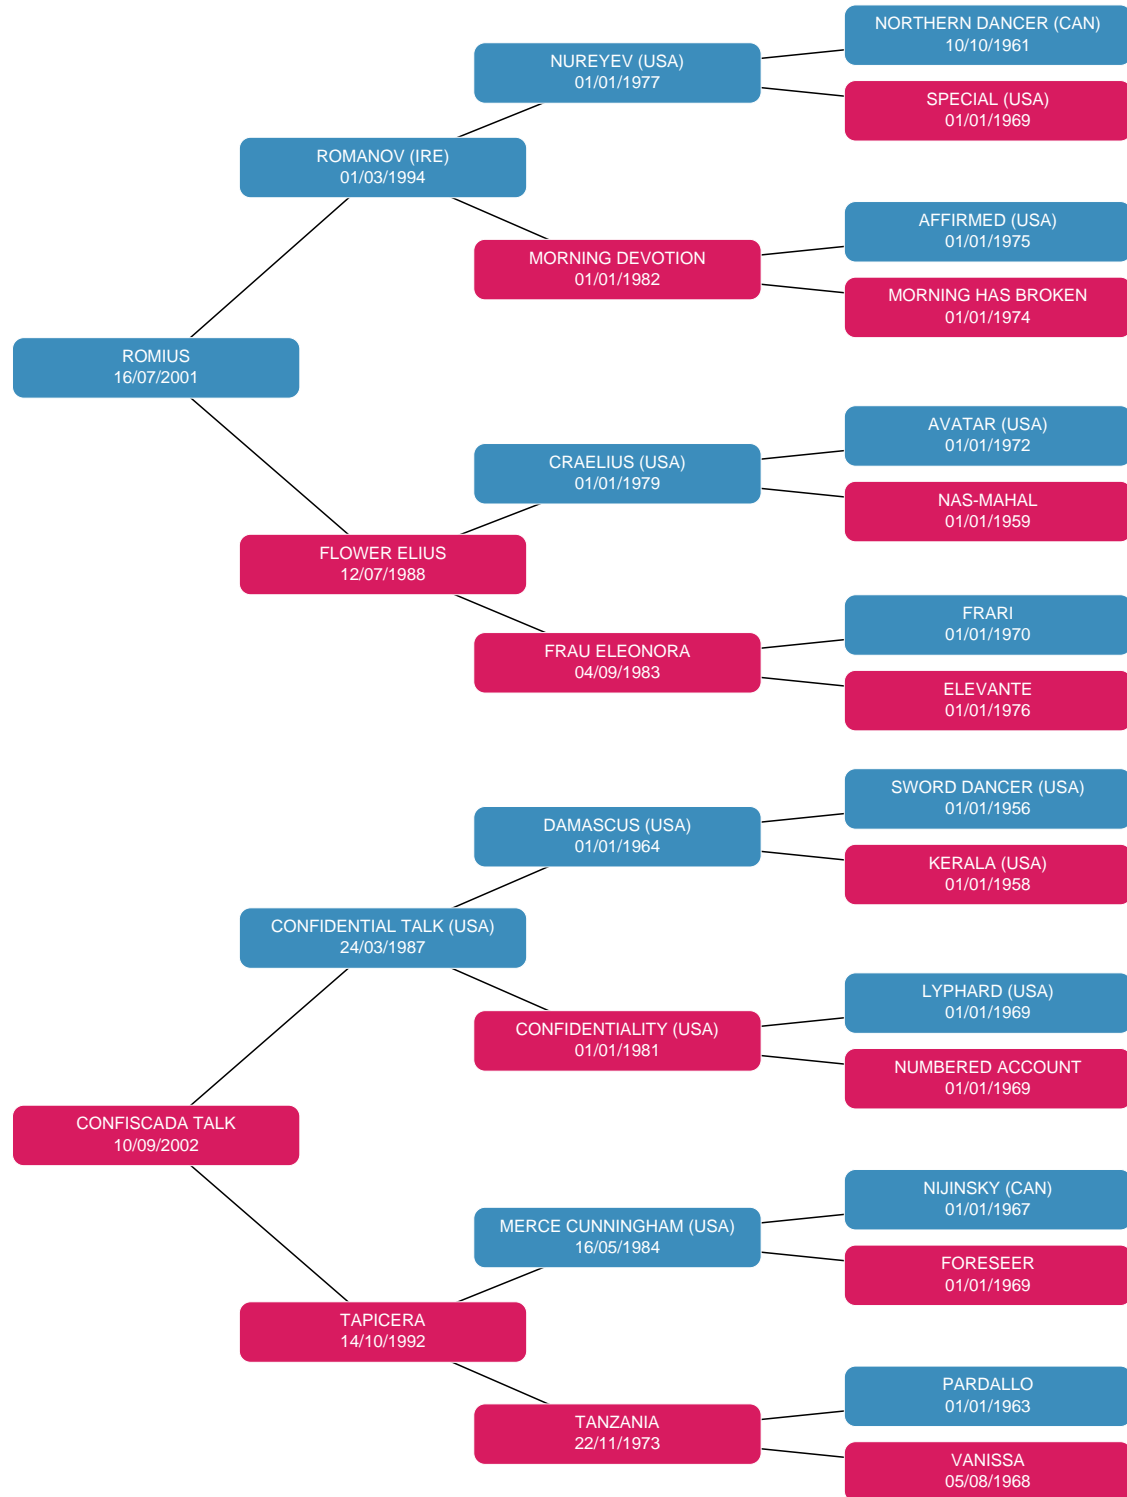 NORTHERN DANCER (CAN)
10/10/1961
NUREYEV (USA)
01/01/1977
SPECIAL (USA)
01/01/1969
ROMANOV (IRE)
01/03/1994
AFFIRMED (USA)
01/01/1975
MORNING DEVOTION
01/01/1982
MORNING HAS BROKEN
01/01/1974
ROMIUS
16/07/2001
AVATAR (USA)
01/01/1972
CRAELIUS (USA)
01/01/1979
NAS-MAHAL
01/01/1959
FLOWER ELIUS
12/07/1988
FRARI
01/01/1970
FRAU ELEONORA
04/09/1983
ELEVANTE
01/01/1976
SWORD DANCER (USA)
01/01/1956
DAMASCUS (USA)
01/01/1964
KERALA (USA)
01/01/1958
CONFIDENTIAL TALK (USA)
24/03/1987
LYPHARD (USA)
01/01/1969
CONFIDENTIALITY (USA)
01/01/1981
NUMBERED ACCOUNT
01/01/1969
CONFISCADA TALK
10/09/2002
NIJINSKY (CAN)
01/01/1967
MERCE CUNNINGHAM (USA)
16/05/1984
FORESEER
01/01/1969
TAPICERA
14/10/1992
PARDALLO
01/01/1963
TANZANIA
22/11/1973
VANISSA
05/08/1968